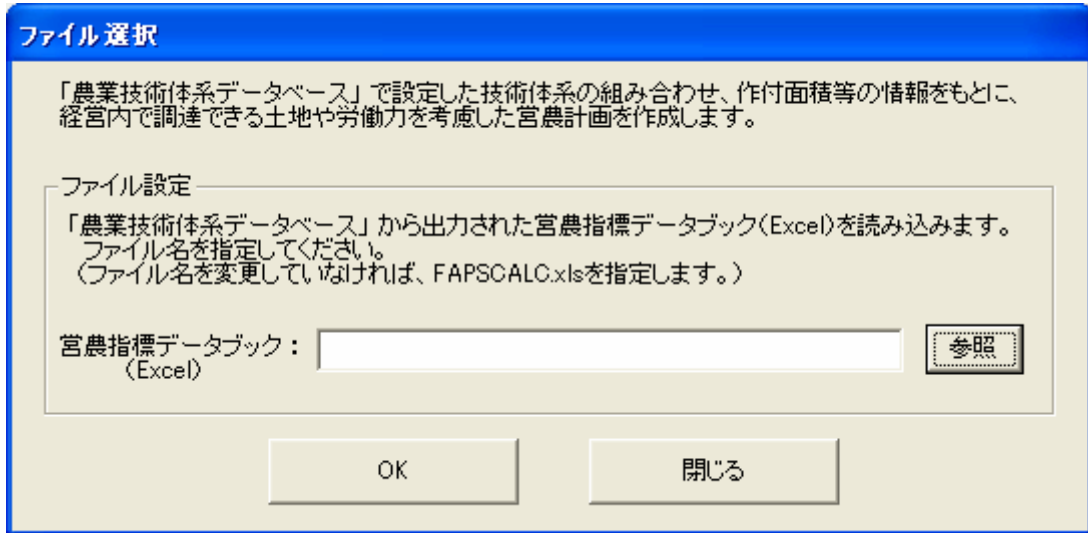 ファイル選択
「農業技術体系データベース」で設定した技術体系の組み合わせ、作付面積等の情報をもとに、
経営内で調達できる土地や労働力を考慮した営農計画を作成します。
ファイル設定
「農業技術体系データベース」から出力された営農指標データブック(Excel)を読み込みます。
ファイル名を指定してください。
(ファイル名を変更していなければ、FAPSCALC.xlsを指定します。)
営農指標データブック: 参照
(Excel)
OK 閉じる